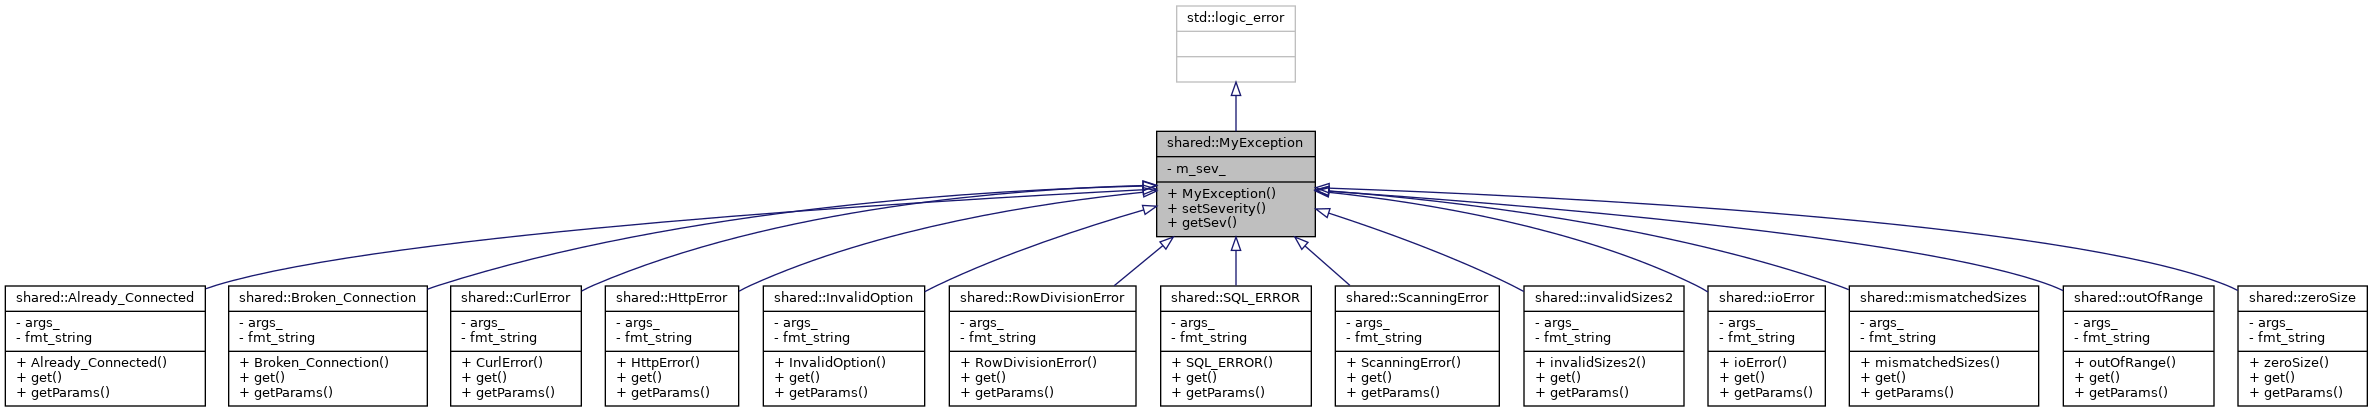 std::logic_error
shared::MyException
- m_sev_
+ MyException()
+ setSeverity()
+ getSev()
shared::Already_Connected
- args_
- fmt_string
+ Already_Connected()
+ get()
+ getParams()
shared::Broken_Connection
- args_
- fmt_string
+ Broken_Connection()
+ get()
+ getParams()
shared::CurlError
- args_
- fmt_string
+ CurlError()
+ get()
+ getParams()
shared::HttpError
- args_
- fmt_string
+ HttpError()
+ get()
+ getParams()
shared::InvalidOption
- args_
- fmt_string
+ InvalidOption()
+ get()
+ getParams()
shared::RowDivisionError
- args_
- fmt_string
+ RowDivisionError()
+ get()
+ getParams()
shared::SQL_ERROR
- args_
- fmt_string
+ SQL_ERROR()
+ get()
+ getParams()
shared::ScanningError
- args_
- fmt_string
+ ScanningError()
+ get()
+ getParams()
shared::invalidSizes2
- args_
- fmt_string
+ invalidSizes2()
+ get()
+ getParams()
shared::ioError
- args_
- fmt_string
+ ioError()
+ get()
+ getParams()
shared::mismatchedSizes
- args_
- fmt_string
+ mismatchedSizes()
+ get()
+ getParams()
shared::outOfRange
- args_
- fmt_string
+ outOfRange()
+ get()
+ getParams()
shared::zeroSize
- args_
- fmt_string
+ zeroSize()
+ get()
+ getParams()